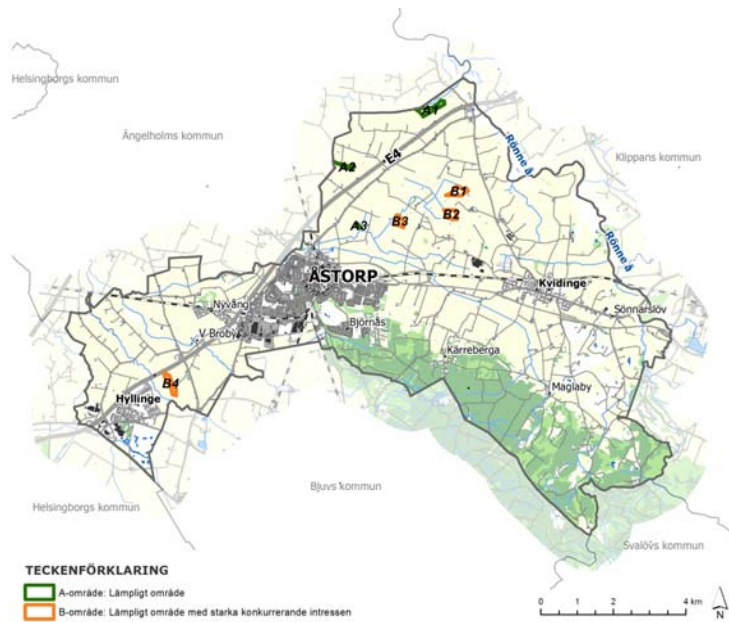 Helsingborgs kommun
Ängelholms kommun
A1
E4
Rönne å
Klippans kommun
A2
B1
B2
B3
A3
Rönne å
ÅSTORP
Kvidinge
Nyvång
Sönnarslöv
Björnås
V Broby
Kärreberga
B4
Maglaby
Hyllinge
Bjuvs kommun
Helsingborgs kommun
Svalövs kommun
TECKENFÖRKLARING
A-område: Lämpligt område
B-område: Lämpligt område med starka konkurrerande intressen
0 1 2 4 km
N